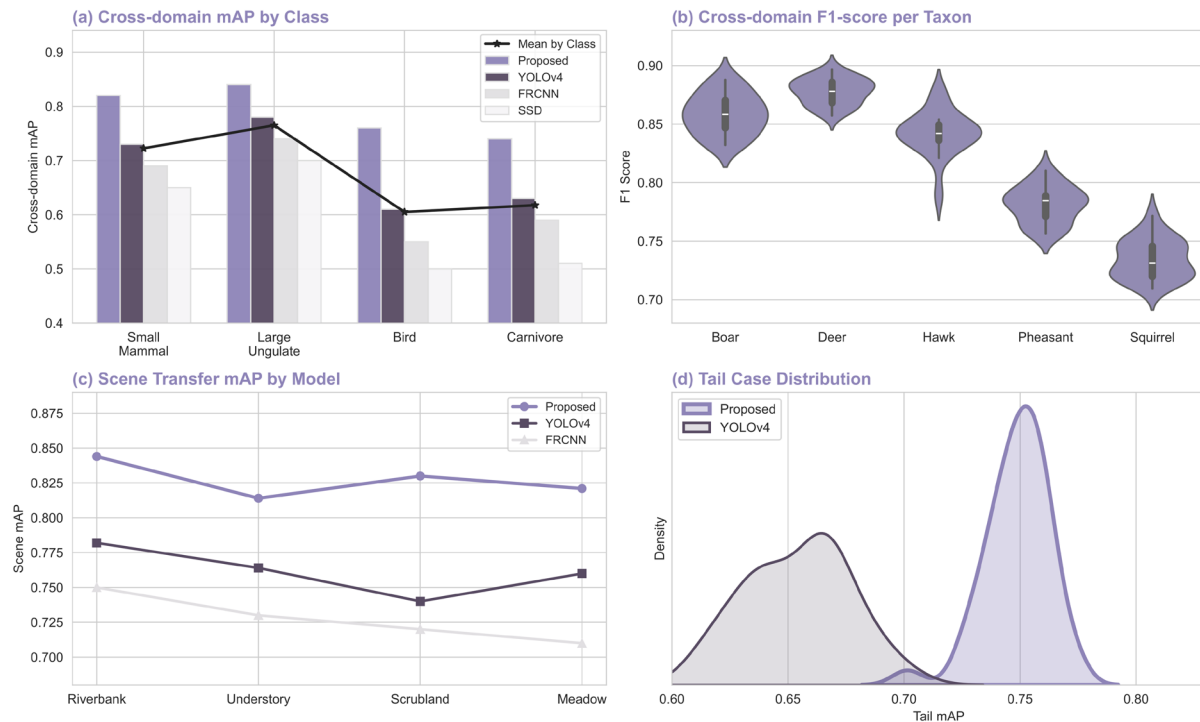 (a) Cross-domain mAP by Class
Cross-domain mAP
0.9
0.8
0.7
0.6
0.5
0.4
Mean by Class
Proposed
YOLOv4
FRCNN
SSD
Small
Mammal
Large
Ungulate
Bird
Carnivore
(b) Cross-domain F1-score per Taxon
F1 Score
0.90
0.85
0.80
0.75
0.70
Boar
Deer
Hawk
Pheasant
Squirrel
(c) Scene Transfer mAP by Model
Scene mAP
0.875
0.850
0.825
0.800
0.775
0.750
0.725
0.700
Proposed
YOLOv4
FRCNN
Riverbank
Understory
Scrubland
Meadow
(d) Tail Case Distribution
Proposed
YOLOv4
Density
0.60
0.65
0.70
0.75
0.80
Tail mAP